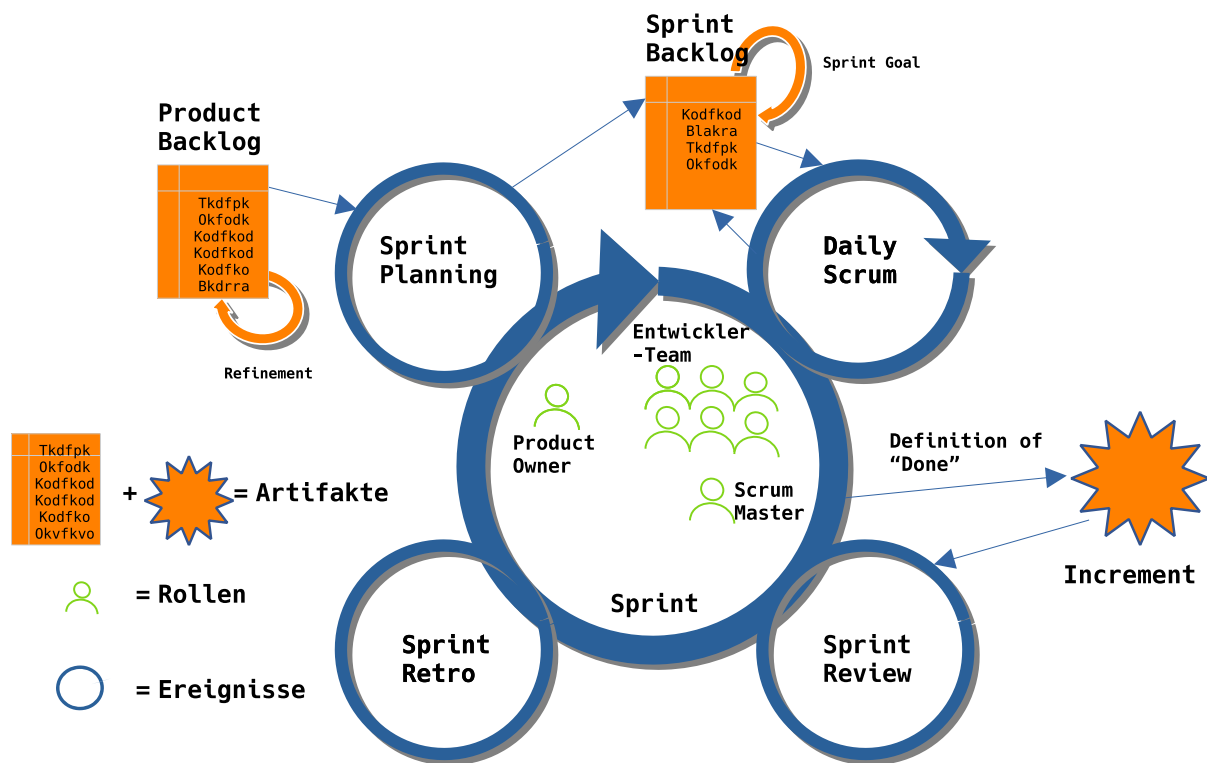 Sprint
Backlog
Sprint Goal
Kodfkod
Blakra
Tkdfpk
Okfodk
Product
Backlog
Tkdfpk
Okfodk
Kodfkod
Kodfkod
Kodfko
Bkdrra
Refinement
Sprint
Planning
Daily
Scrum
Entwickler
-Team
Product
Owner
Scrum
Master
Sprint
Definition of
“Done”
Increment
Sprint
Retro
Sprint
Review
Tkdfpk
Okfodk
Kodfkod
Kodfkod
Kodfko
Okvfkvo
+ = Artifakte
= Rollen
= Ereignisse